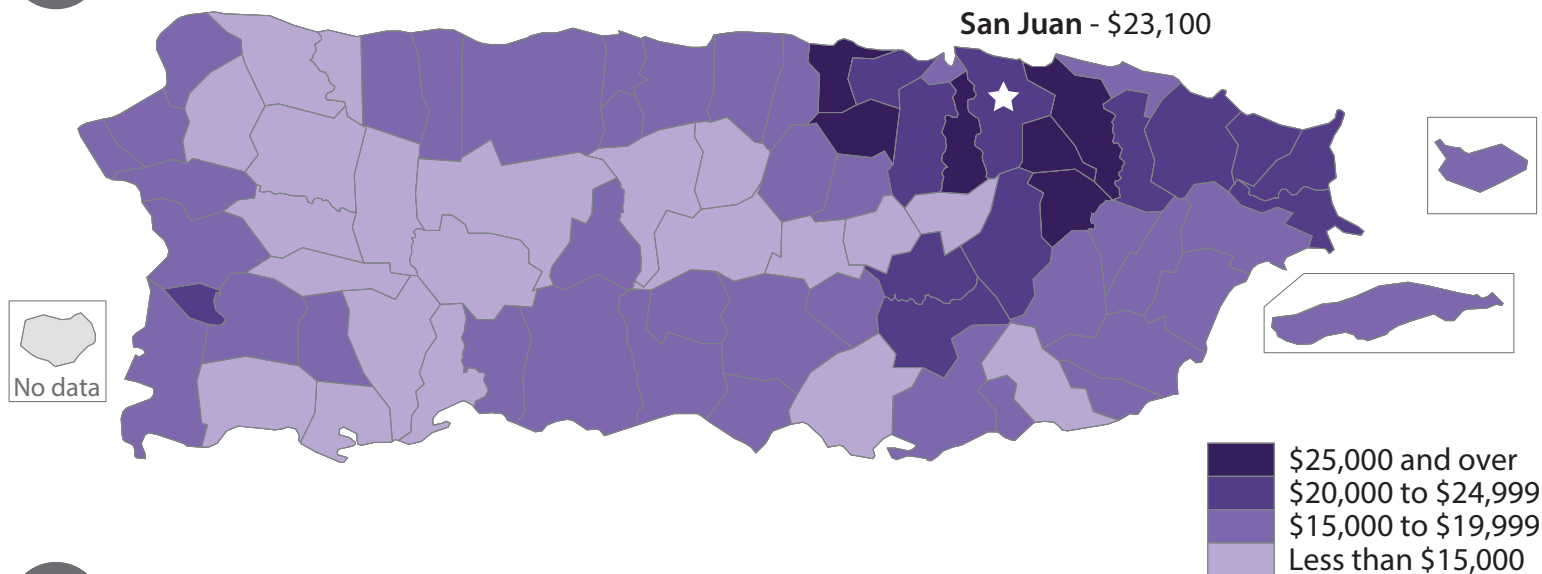 San Juan - $23,100
No data
$25,000 and over
$20,000 to $24,999
$15,000 to $19,999
Less than $15,000